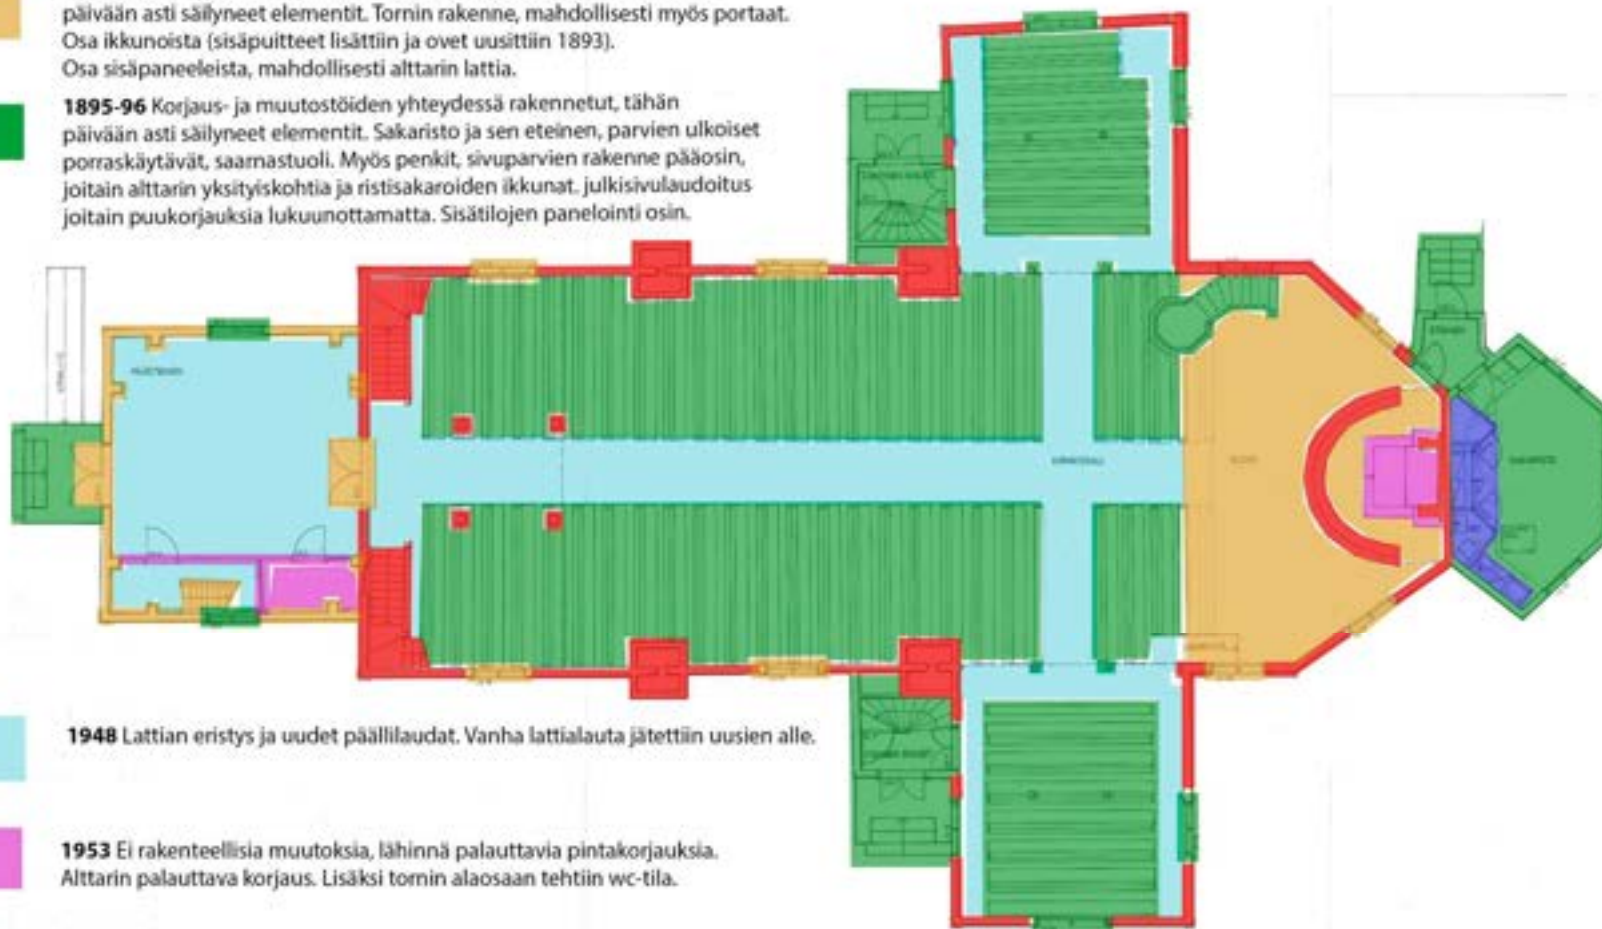 päivään asti säilyneet elementit. Tornin rakenne, mahdollisesti myös portaat.
Osa ikkunoista (sisäpuitteet lisättiin ja ovet uusittiin 1893).
Osa sisäpaneeleista, mahdollisesti alttarin lattia.
1895-96 Korjaus- ja muutostöiden yhteydessä rakennetut, tähän
päivään asti säilyneet elementit. Sakaristo ja sen eteinen, parvien ulkoiset
porraskäytävät, saarnastuoli. Myös penkit, sivuparvien rakenne pääosin,
joitain alttarin yksityiskohtia ja ristisakaroiden ikkunat. julkisivulaudoitus
joitain puukorjauksia lukuunottamatta. Sisätilojen panelointi osin.
1948 Lattian eristys ja uudet päällilaudat. Vanha lattialauta jätettiin uusien alle.
1953 Ei rakenteellisia muutoksia, lähinnä palauttavia pintakorjauksia.
Alttarin palauttava korjaus. Lisäksi tornin alaosaan tehtiin wc-tila.